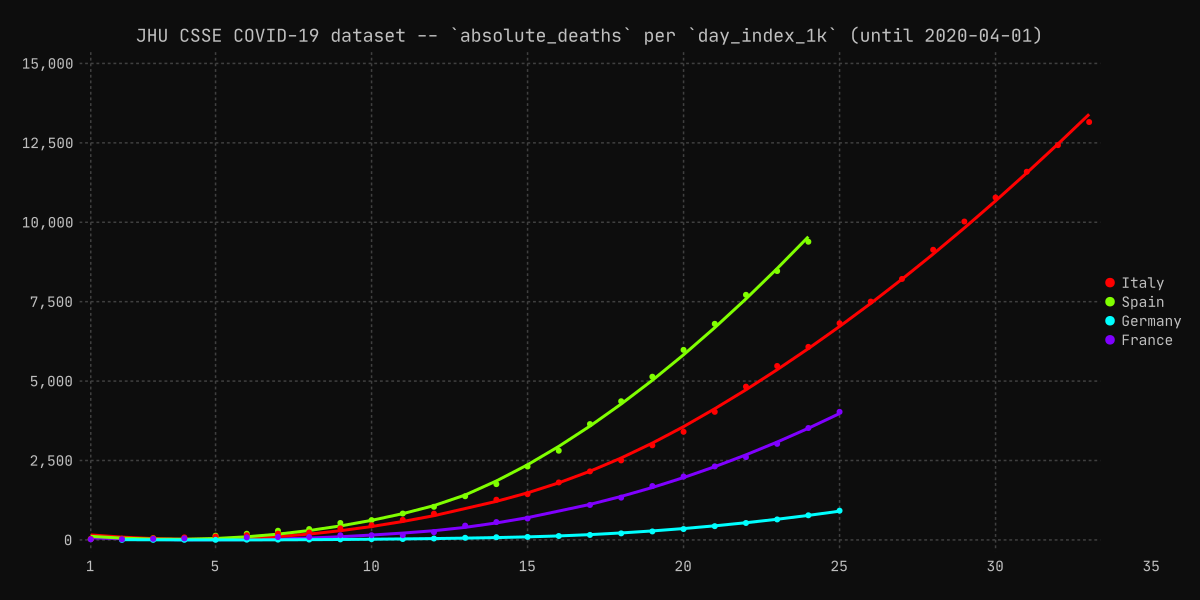 JHU CSSE COVID-19 dataset -- `absolute_deaths` per `day_index_1k` (until 2020-04-01)
15,000
12,500
10,000
7,500
5,000
2,500
0
1 5 10 15 20 25 30 35
Italy
Spain
Germany
France